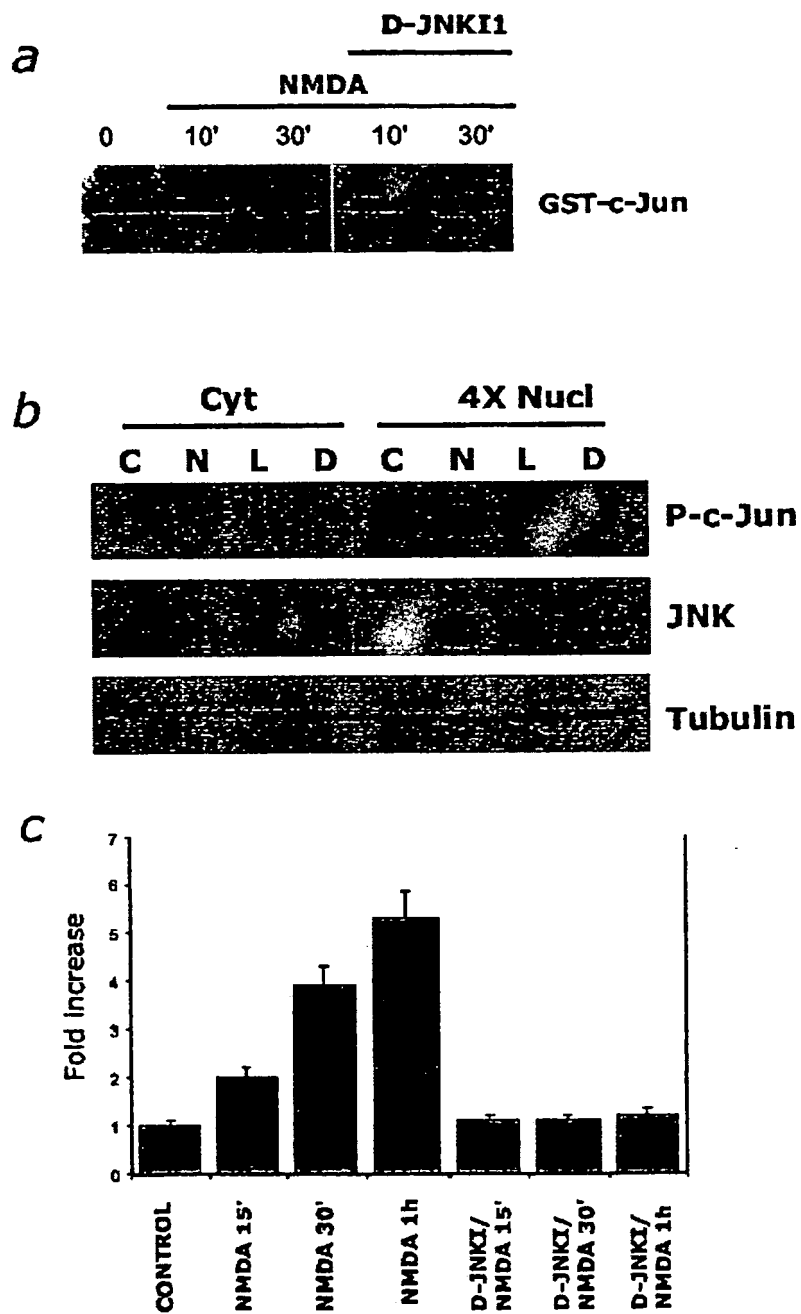 a
D-JNKI1
NMDA
0 10' 30' 10' 30'
GST-c-Jun
b
Cyt 4X Nucl
C N L D C N L D
P-c-Jun
JNK
Tubulin
c
Fold increase
7
6
5
4
3
2
1
0
CONTROL
NMDA 15'
NMDA 30'
NMDA 1h
D-JNKI/
NMDA 15'
D-JNKI/
NMDA 30'
D-JNKI/
NMDA 1h